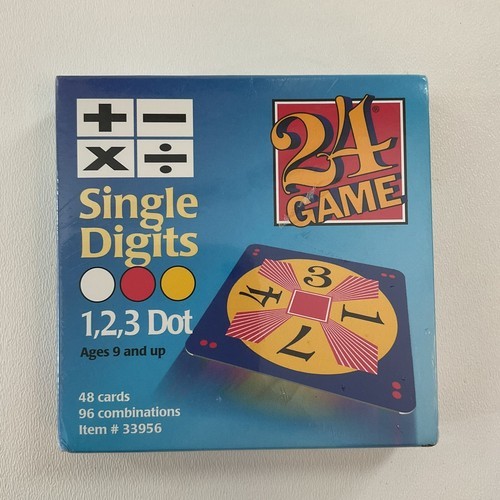 + −
× ÷
24
GAME
Single
Digits
1,2,3 Dot
Ages 9 and up
3
4 1
7
48 cards
96 combinations
Item # 33956